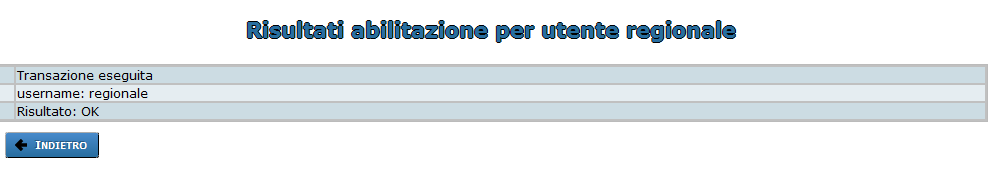 Risultati abilitazione per utente regionale
Transazione eseguita
username: regionale
Risultato: OK
INDIETRO